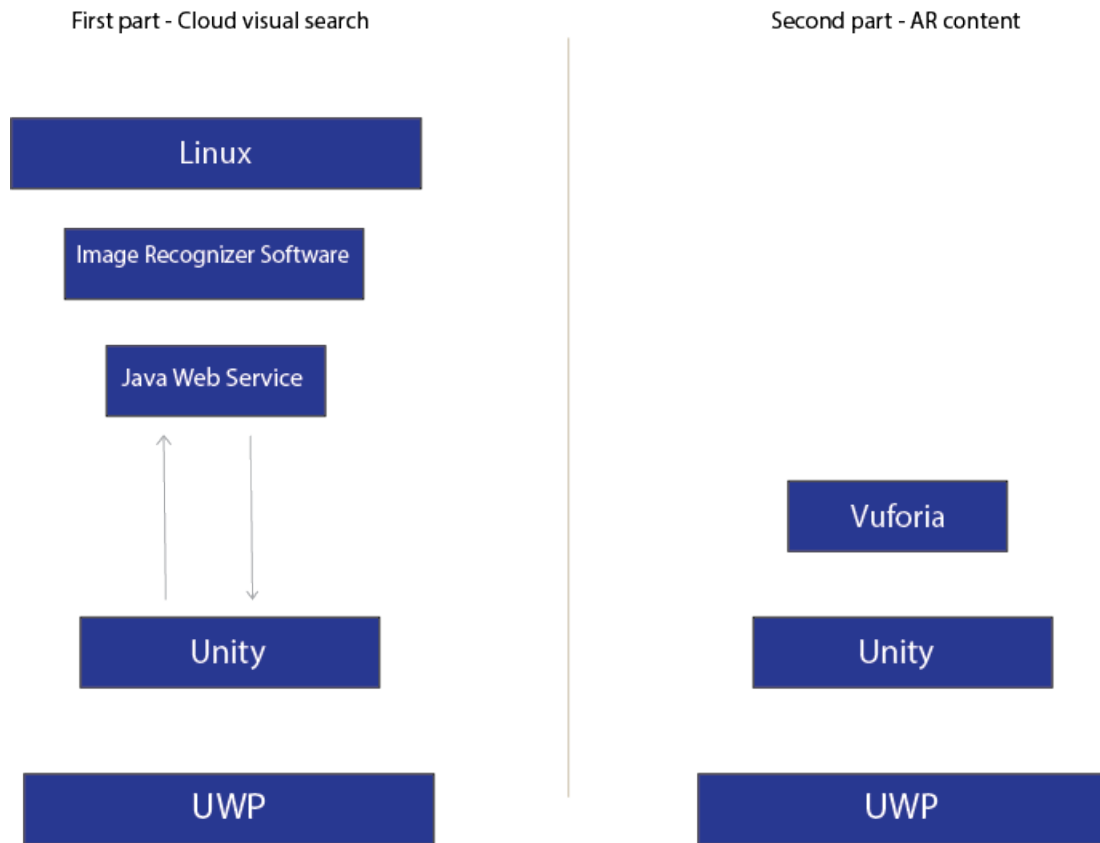 First part - Cloud visual search
Linux
Image Recognizer Software
Java Web Service
Unity
UWP
Second part - AR content
Vuforia
Unity
UWP